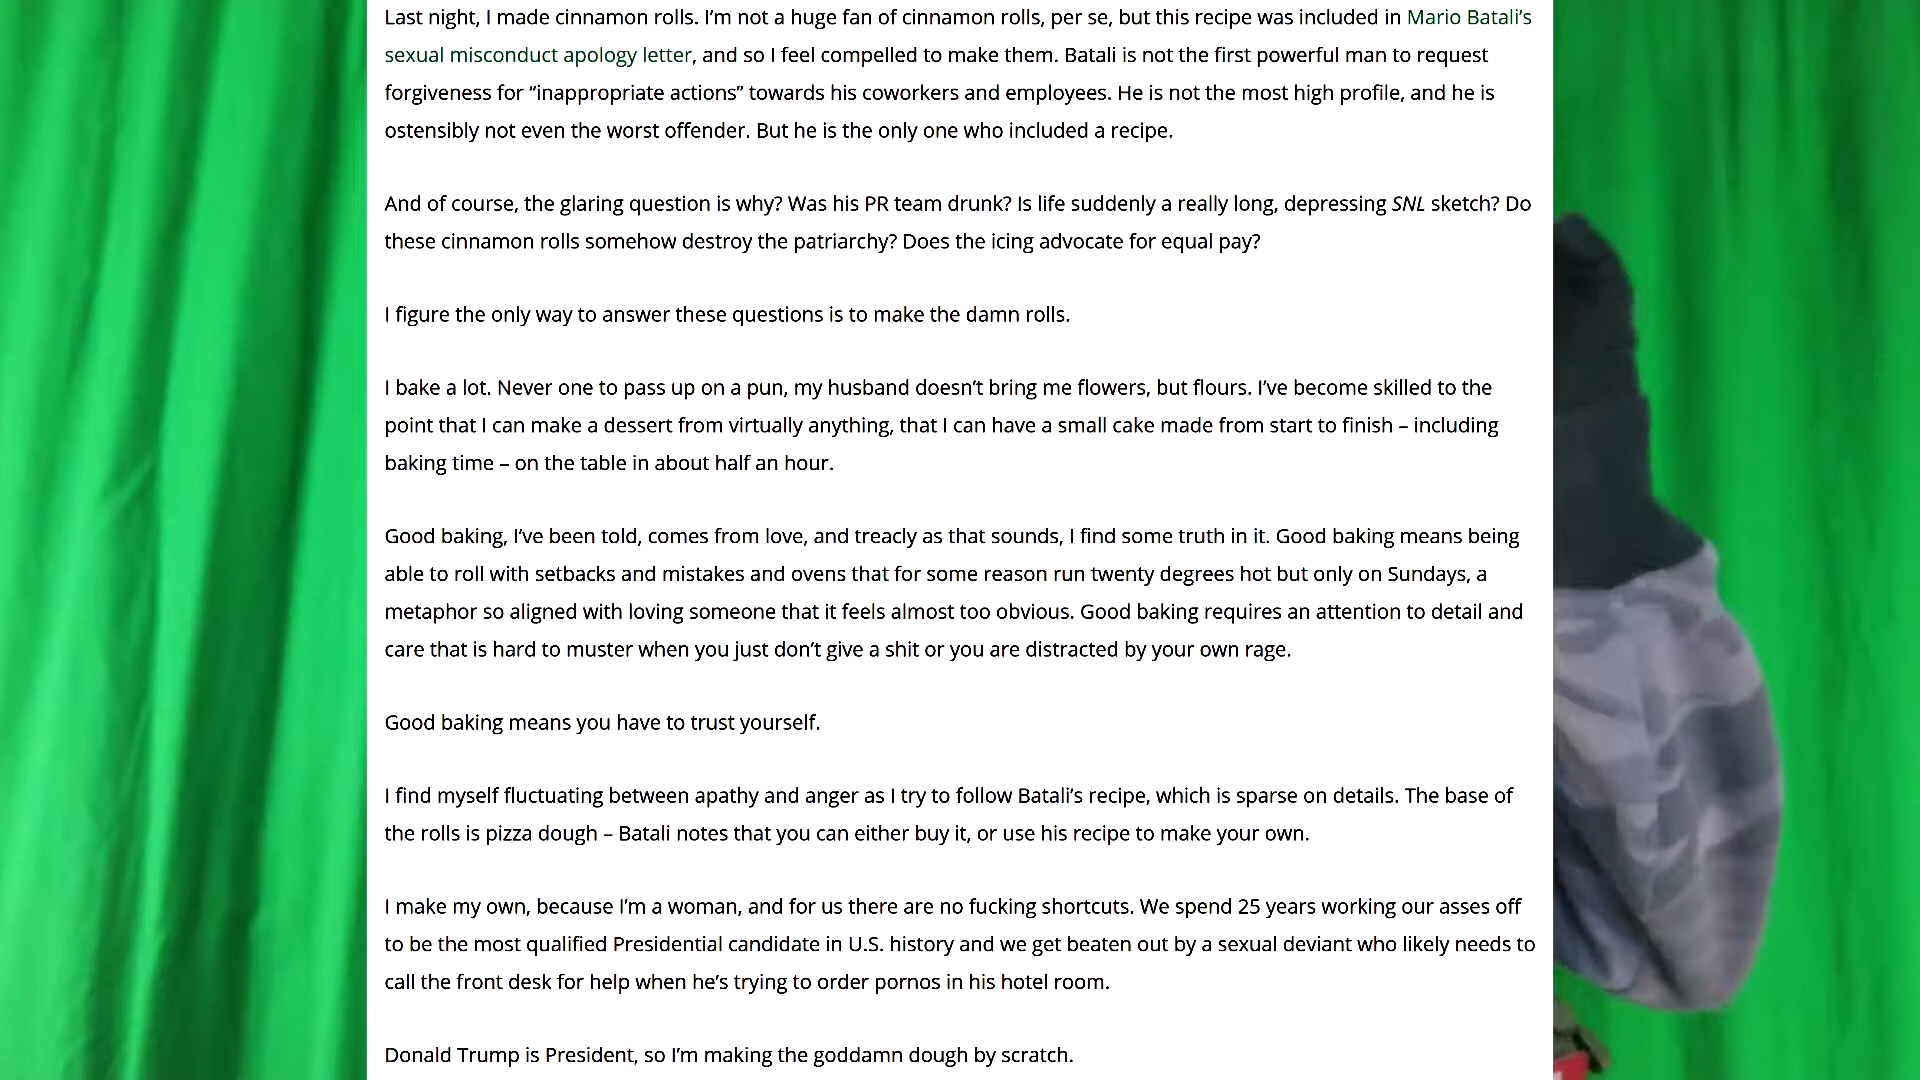 Last night, I made cinnamon rolls. I’m not a huge fan of cinnamon rolls, per se, but this recipe was included in Mario Batali’s
sexual misconduct apology letter, and so I feel compelled to make them. Batali is not the first powerful man to request
forgiveness for “inappropriate actions” towards his coworkers and employees. He is not the most high profile, and he is
ostensibly not even the worst offender. But he is the only one who included a recipe.
And of course, the glaring question is why? Was his PR team drunk? Is life suddenly a really long, depressing SNL sketch? Do
these cinnamon rolls somehow destroy the patriarchy? Does the icing advocate for equal pay?
I figure the only way to answer these questions is to make the damn rolls.
I bake a lot. Never one to pass up on a pun, my husband doesn’t bring me flowers, but flours. I’ve become skilled to the
point that I can make a dessert from virtually anything, that I can have a small cake made from start to finish – including
baking time – on the table in about half an hour.
Good baking, I’ve been told, comes from love, and treacly as that sounds, I find some truth in it. Good baking means being
able to roll with setbacks and mistakes and ovens that for some reason run twenty degrees hot but only on Sundays, a
metaphor so aligned with loving someone that it feels almost too obvious. Good baking requires an attention to detail and
care that is hard to muster when you just don’t give a shit or you are distracted by your own rage.
Good baking means you have to trust yourself.
I find myself fluctuating between apathy and anger as I try to follow Batali’s recipe, which is sparse on details. The base of
the rolls is pizza dough – Batali notes that you can either buy it, or use his recipe to make your own.
I make my own, because I’m a woman, and for us there are no fucking shortcuts. We spend 25 years working our asses off
to be the most qualified Presidential candidate in U.S. history and we get beaten out by a sexual deviant who likely needs to
call the front desk for help when he’s trying to order pornos in his hotel room.
Donald Trump is President, so I’m making the goddamn dough by scratch.